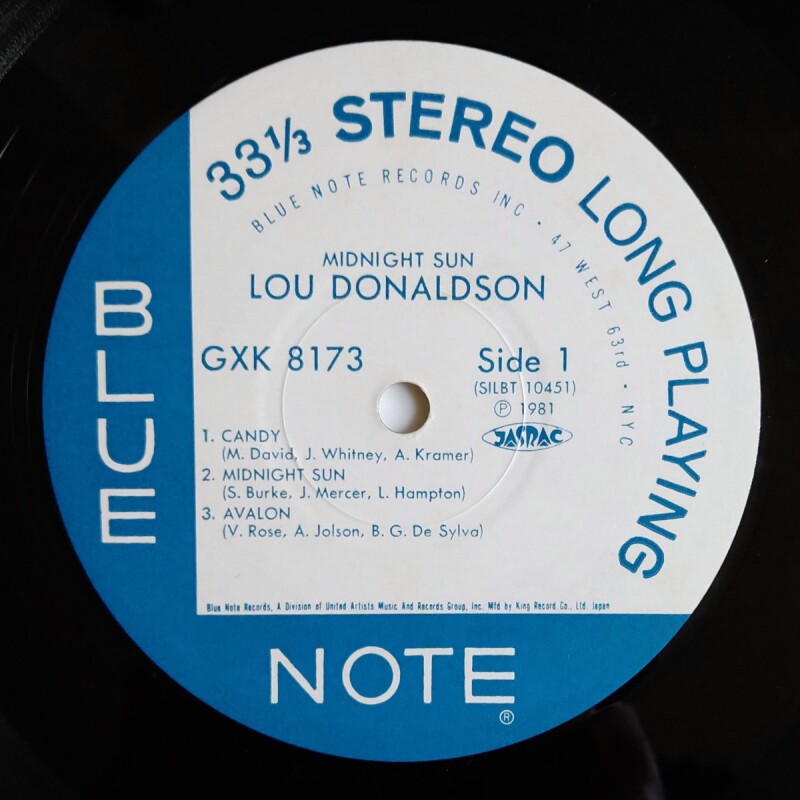 33⅓ STEREO LONG PLAYING
BLUE NOTE RECORDS INC • 47 WEST 63rd • NYC
MIDNIGHT SUN
LOU DONALDSON
GXK 8173
Side 1
(SILBT 10451)
Ⓟ 1981
JASRAC
1. CANDY
(M. David, J. Whitney, A. Kramer)
2. MIDNIGHT SUN
(S. Burke, J. Mercer, L. Hampton)
3. AVALON
(V. Rose, A. Jolson, B. G. De Sylva)
Blue Note Records, A Division of United Artists Music And Records Group, Inc. Mfd by King Record Co., Ltd. Japan
BLUE
NOTE
®